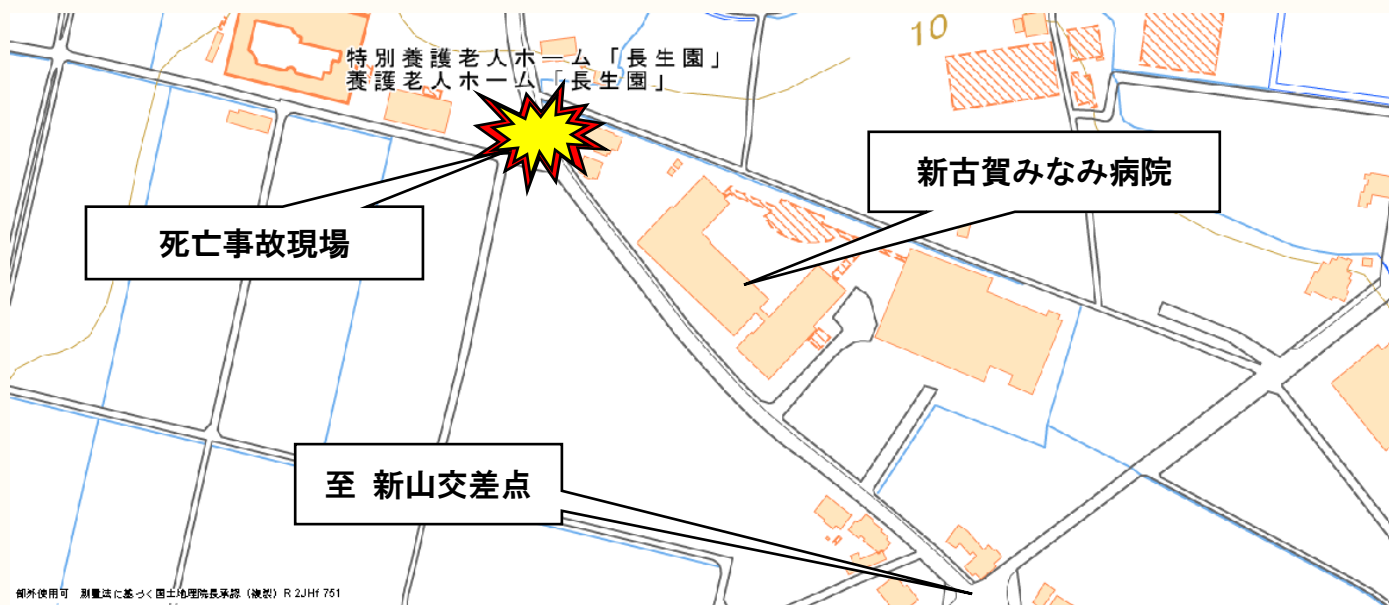 10
特別養護老人ホーム「長生園」
養護老人ホーム「長生園」
新古賀みなみ病院
死亡事故現場
至 新山交差点
部外使用可 測量法に基づく国土地理院長承認（複製）R 2JHf 751